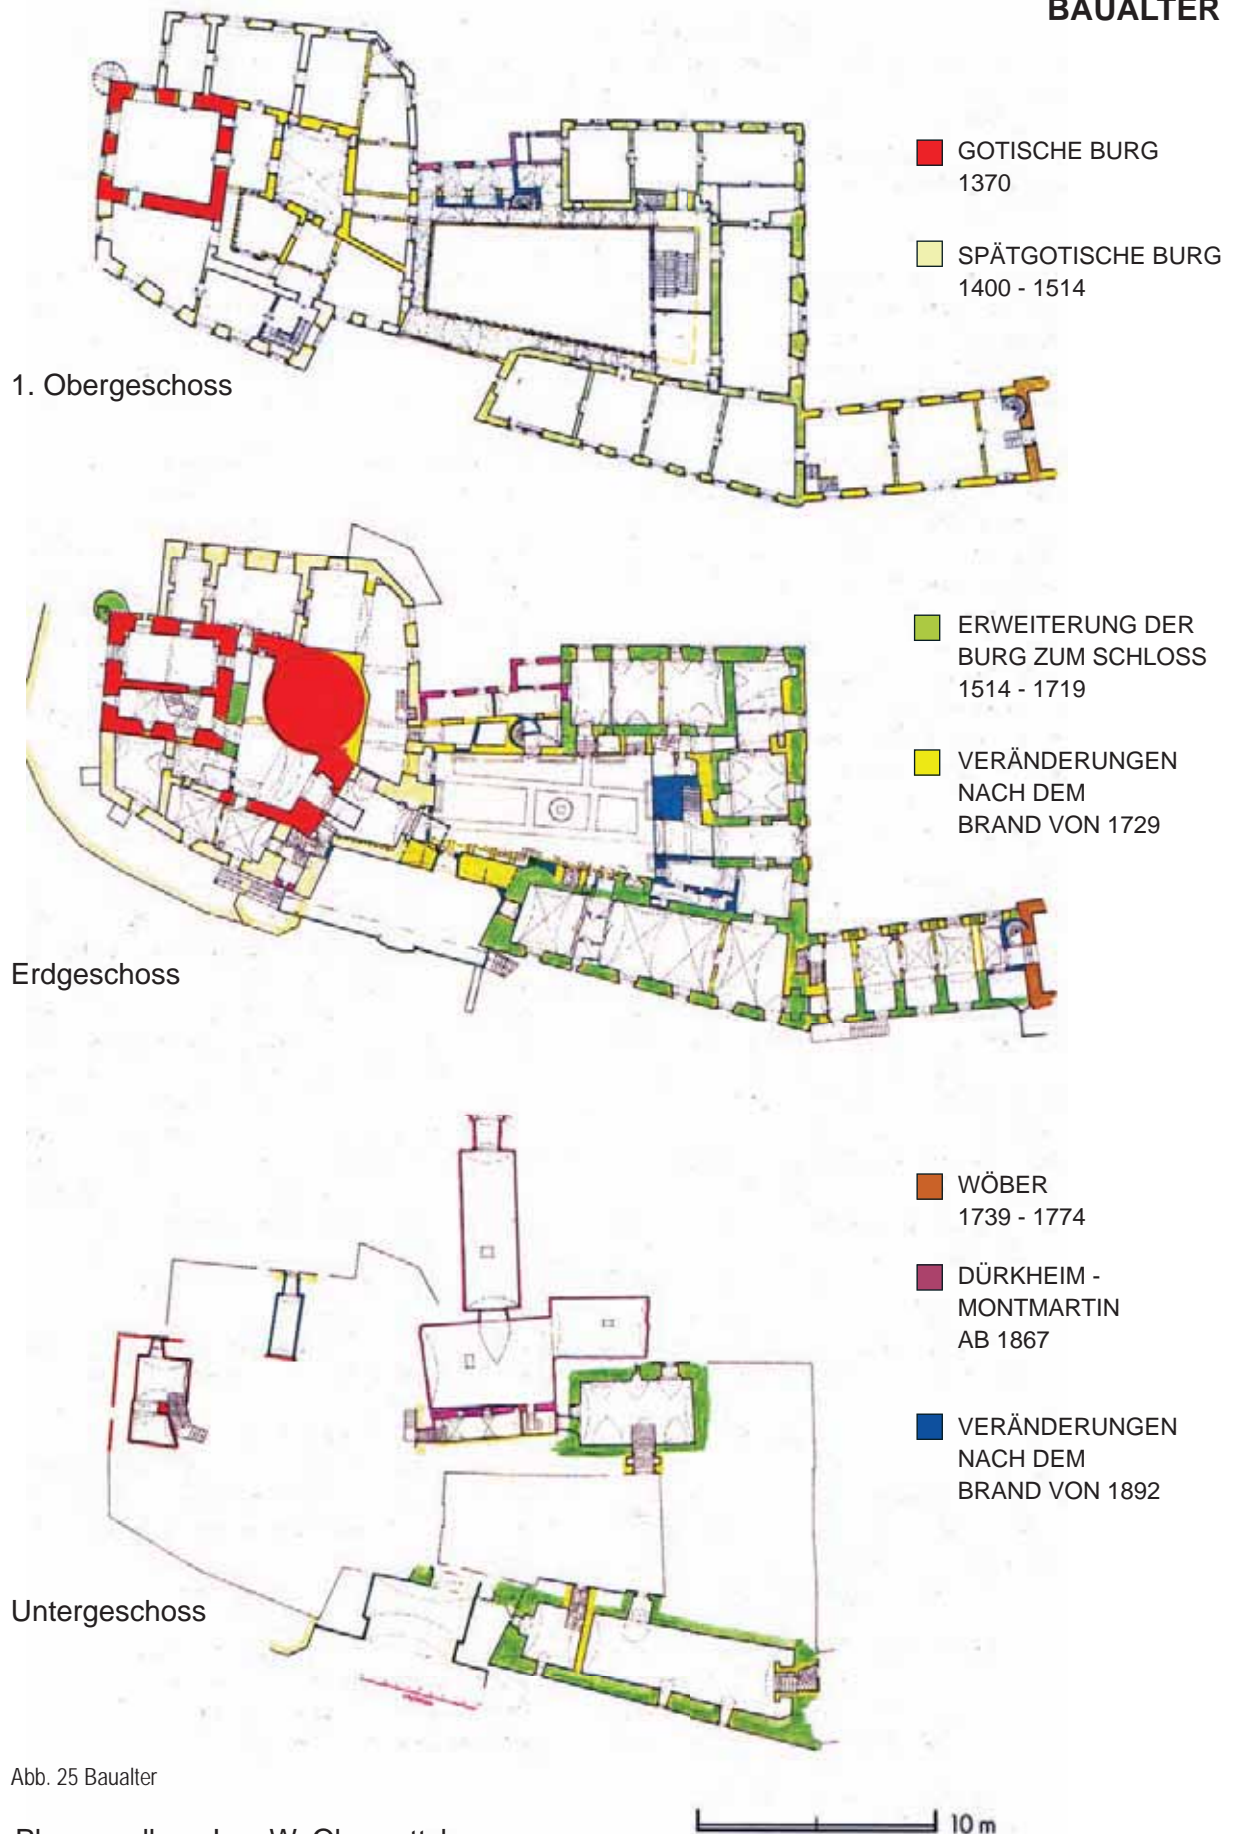 BAUALTER
GOTISCHE BURG
1370
SPÄTGOTISCHE BURG
1400 - 1514
1. Obergeschoss
ERWEITERUNG DER
BURG ZUM SCHLOSS
1514 - 1719
VERÄNDERUNGEN
NACH DEM
BRAND VON 1729
Erdgeschoss
WÖBER
1739 - 1774
DÜRKHEIM -
MONTMARTIN
AB 1867
VERÄNDERUNGEN
NACH DEM
BRAND VON 1892
Untergeschoss
Abb. 25 Baualter
10 m